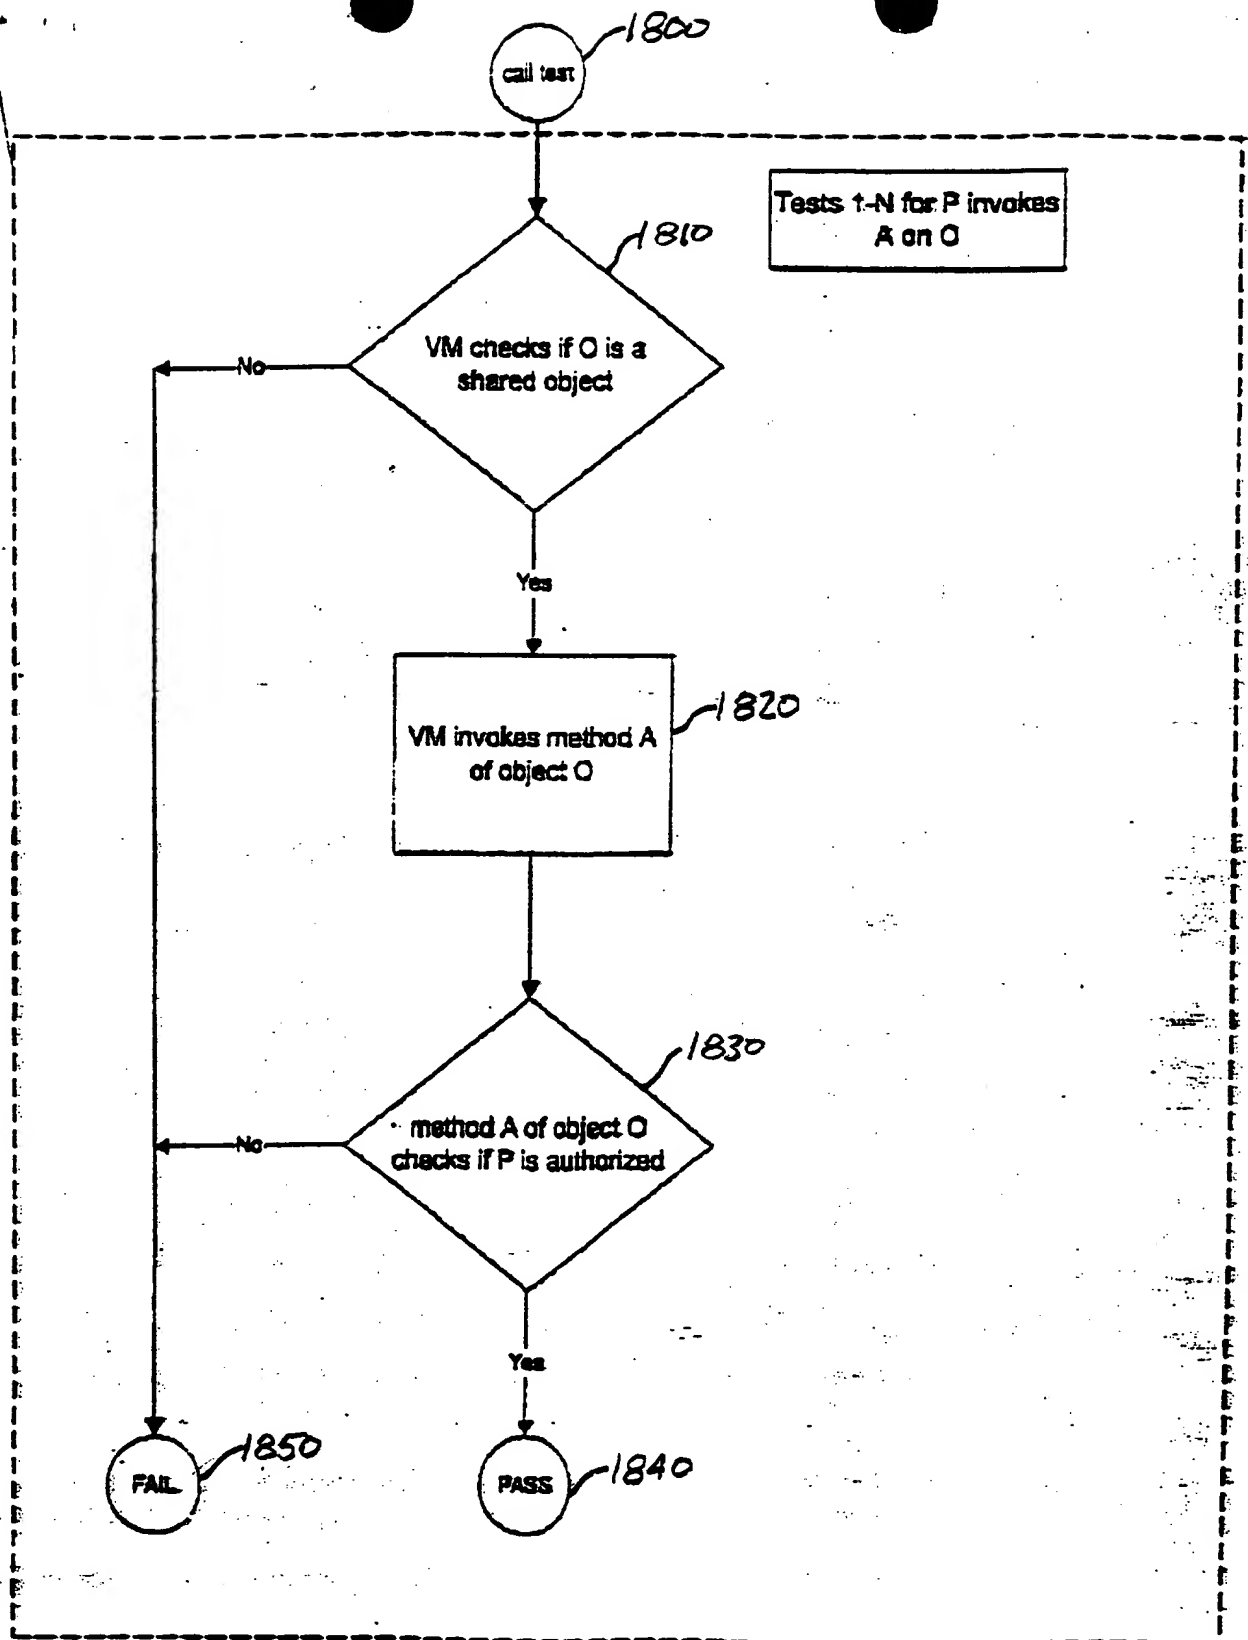 1800
call test
Tests 1-N for P invokes
A on O
1810
VM checks if O is a
shared object
No
Yes
1820
VM invokes method A
of object O
1830
method A of object O
checks if P is authorized
No
Yes
1850
FAIL
1840
PASS